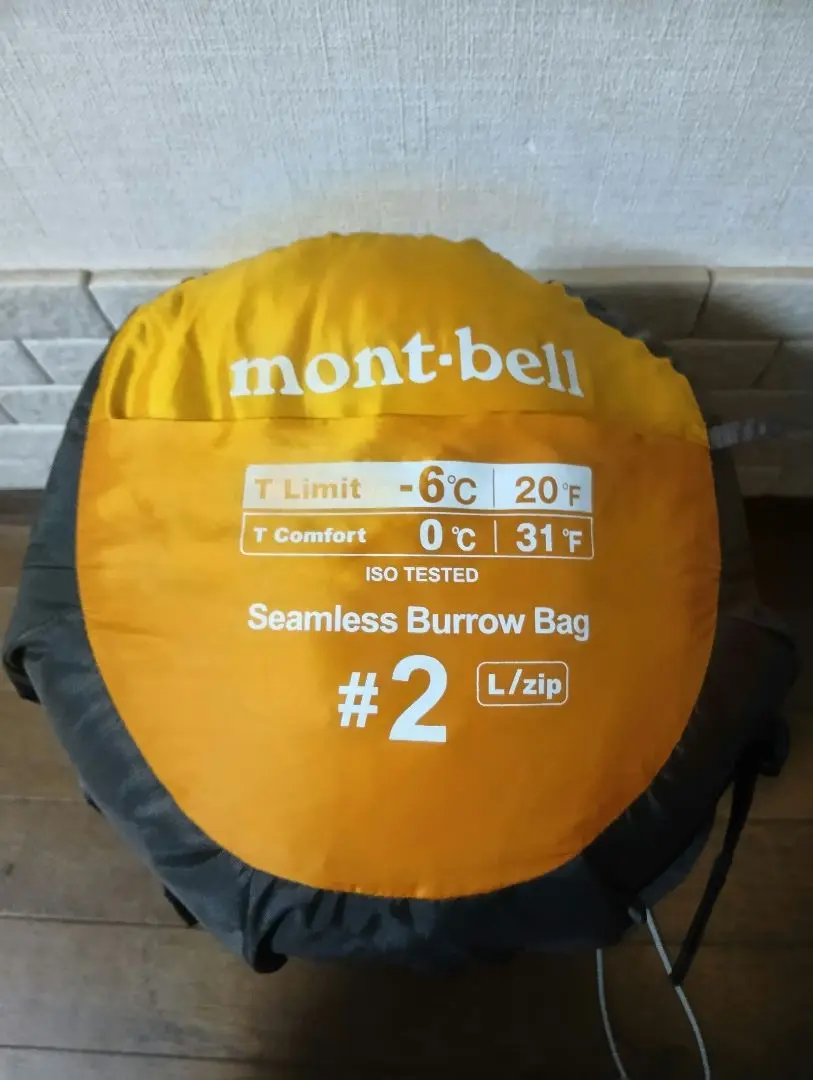 mont-bell
T Limit -6℃ 20°F
T Comfort 0℃ 31°F
ISO TESTED
Seamless Burrow Bag
#2 L/zip